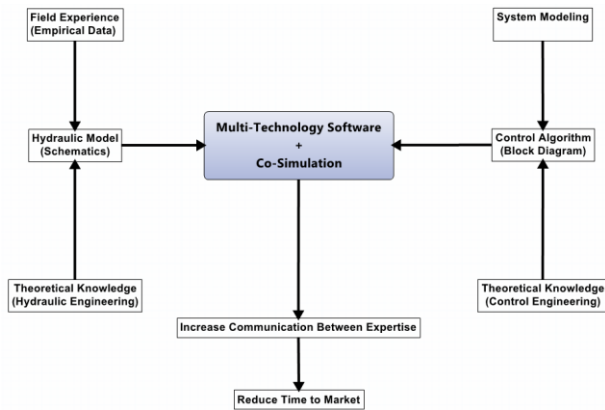 Field Experience
(Empirical Data)
System Modeling
Multi-Technology Software
+
Co-Simulation
Hydraulic Model
(Schematics)
Control Algorithm
(Block Diagram)
Theoretical Knowledge
(Hydraulic Engineering)
Theoretical Knowledge
(Control Engineering)
Increase Communication Between Expertise
Reduce Time to Market